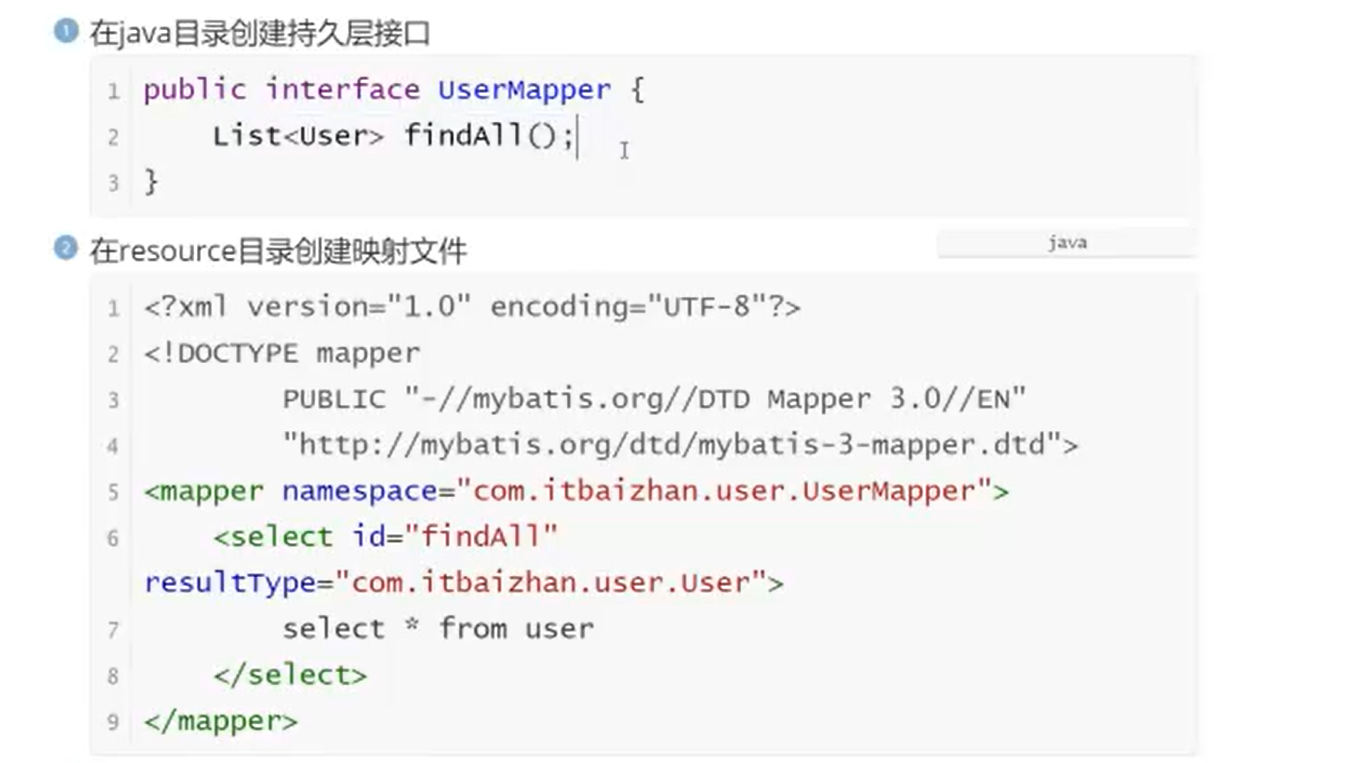 1 在java目录创建持久层接口
1 public interface UserMapper {
2     List<User> findAll();
3 }
2 在resource目录创建映射文件
java
1 <?xml version="1.0" encoding="UTF-8"?>
2 <!DOCTYPE mapper
3         PUBLIC "-//mybatis.org//DTD Mapper 3.0//EN"
4         "http://mybatis.org/dtd/mybatis-3-mapper.dtd">
5 <mapper namespace="com.itbaizhan.user.UserMapper">
6     <select id="findAll"
resultType="com.itbaizhan.user.User">
7         select * from user
8     </select>
9 </mapper>